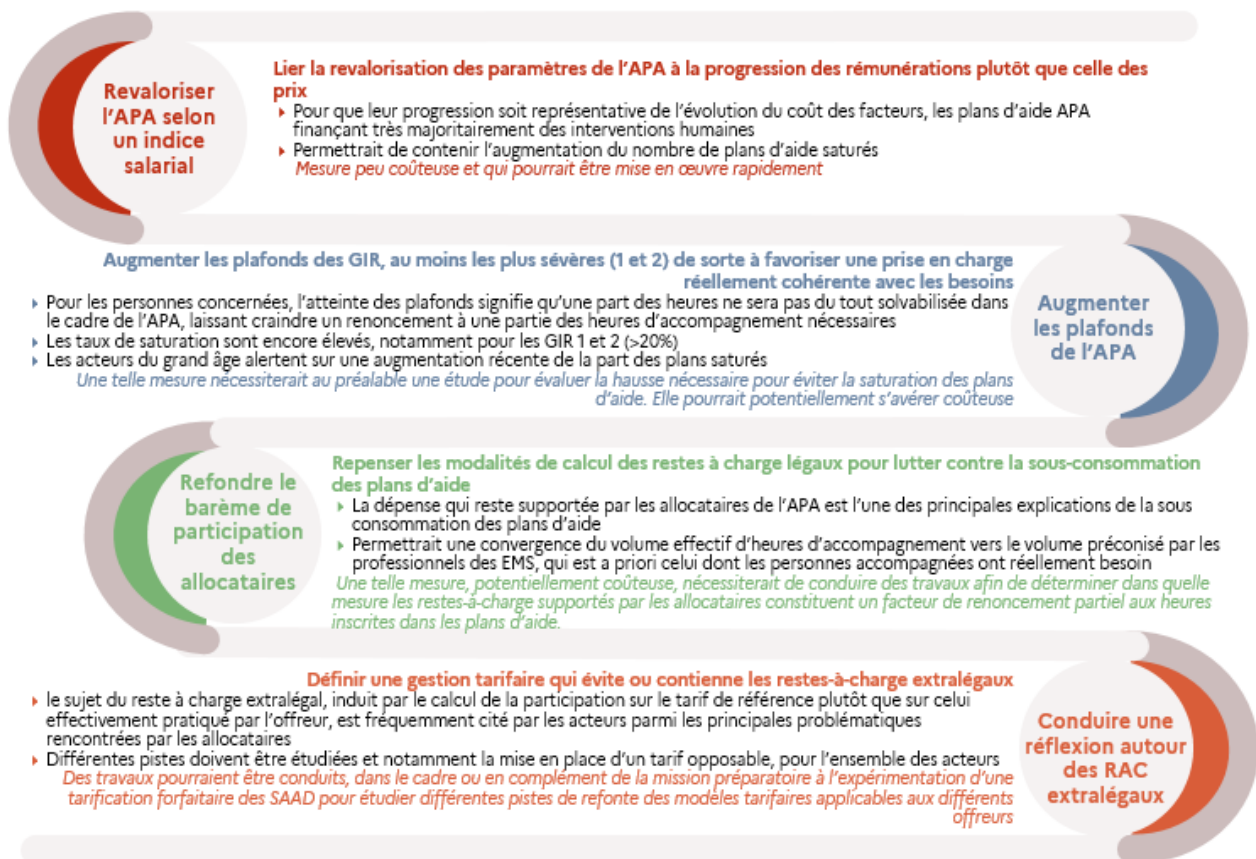 Revaloriser
l'APA selon
un indice
salarial
Lier la revalorisation des paramètres de l'APA à la progression des rémunérations plutôt que celle des
prix
Pour que leur progression soit représentative de l'évolution du coût des facteurs, les plans d'aide APA
finançant très majoritairement des interventions humaines
Permettrait de contenir l'augmentation du nombre de plans d'aide saturés
Mesure peu coûteuse et qui pourrait être mise en œuvre rapidement
Augmenter les plafonds des GIR, au moins les plus sévères (1 et 2) de sorte à favoriser une prise en charge
réellement cohérente avec les besoins
Pour les personnes concernées, l'atteinte des plafonds signifie qu'une part des heures ne sera pas du tout solvabilisée dans
le cadre de l'APA, laissant craindre un renoncement à une partie des heures d'accompagnement nécessaires
Les taux de saturation sont encore élevés, notamment pour les GIR 1 et 2 (>20%)
Les acteurs du grand âge alertent sur une augmentation récente de la part des plans saturés
Une telle mesure nécessiterait au préalable une étude pour évaluer la hausse nécessaire pour éviter la saturation des plans
d'aide. Elle pourrait potentiellement s'avérer coûteuse
Augmenter
les plafonds
de l'APA
Refondre le
barème de
participation
des
allocataires
Repenser les modalités de calcul des restes à charge légaux pour lutter contre la sous-consommation
des plans d'aide
La dépense qui reste supportée par les allocataires de l'APA est l'une des principales explications de la sous
consommation des plans d'aide
Permettrait une convergence du volume effectif d'heures d'accompagnement vers le volume préconisé par les
professionnels des EMS, qui est a priori celui dont les personnes accompagnées ont réellement besoin
Une telle mesure, potentiellement coûteuse, nécessiterait de conduire des travaux afin de déterminer dans quelle
mesure les restes-à-charge supportés par les allocataires constituent un facteur de renoncement partiel aux heures
inscrites dans les plans d'aide.
Définir une gestion tarifaire qui évite ou contienne les restes-à-charge extralégaux
le sujet du reste à charge extralégal, induit par le calcul de la participation sur le tarif de référence plutôt que sur celui
effectivement pratiqué par l'offreur, est fréquemment cité par les acteurs parmi les principales problématiques
rencontrées par les allocataires
Différentes pistes doivent être étudiées et notamment la mise en place d'un tarif opposable, pour l'ensemble des acteurs
Des travaux pourraient être conduits, dans le cadre ou en complément de la mission préparatoire à l'expérimentation d'une
tarification forfaitaire des SAAD pour étudier différentes pistes de refonte des modèles tarifaires applicables aux différents
offreurs
Conduire une
réflexion autour
des RAC
extralégaux